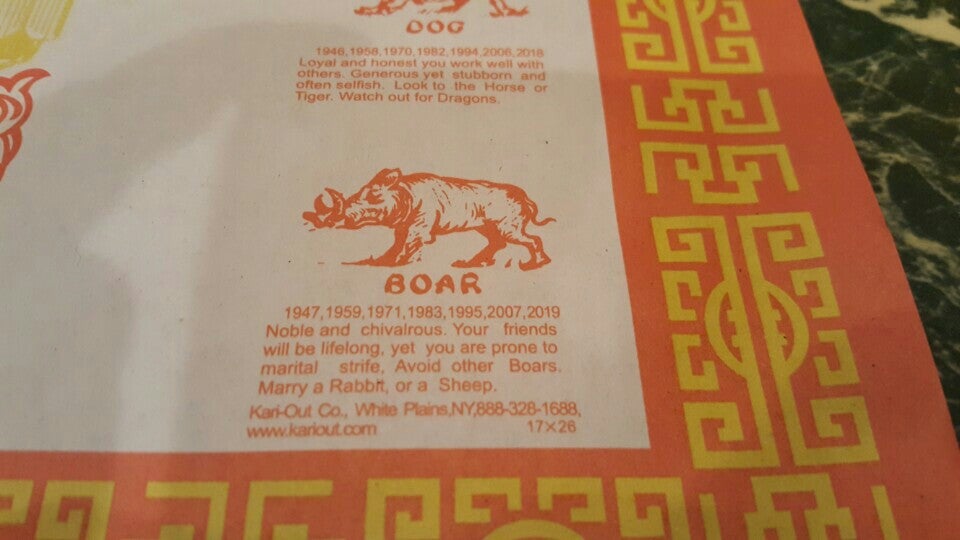 DOG
1946,1958,1970,1982,1994,2006,2018
Loyal and honest you work well with
others. Generous yet stubborn and
often selfish. Look to the Horse or
Tiger. Watch out for Dragons.
BOAR
1947,1959,1971,1983,1995,2007,2019
Noble and chivalrous. Your friends
will be lifelong, yet you are prone to
marital strife, Avoid other Boars.
Marry a Rabbit, or a Sheep.
Kari-Out Co., White Plains,NY,888-328-1688,
www.kariout.com 17×26